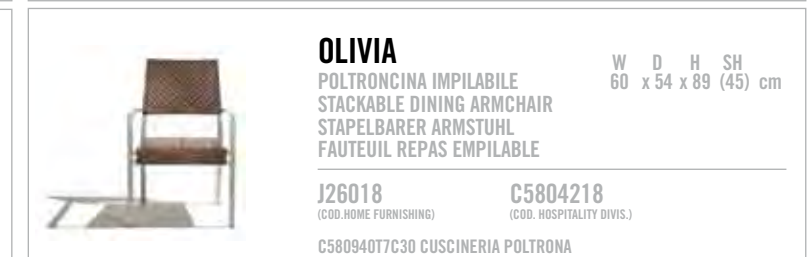 OLIVIA
POLTRONCINA IMPILABILE
STACKABLE DINING ARMCHAIR
STAPELBARER ARMSTUHL
FAUTEUIL REPAS EMPILABLE
W D H SH
60 x 54 x 89 (45) cm
J26018 C5804218
(COD.HOME FURNISHING) (COD. HOSPITALITY DIVIS.)
C580940T7C30 CUSCINERIA POLTRONA